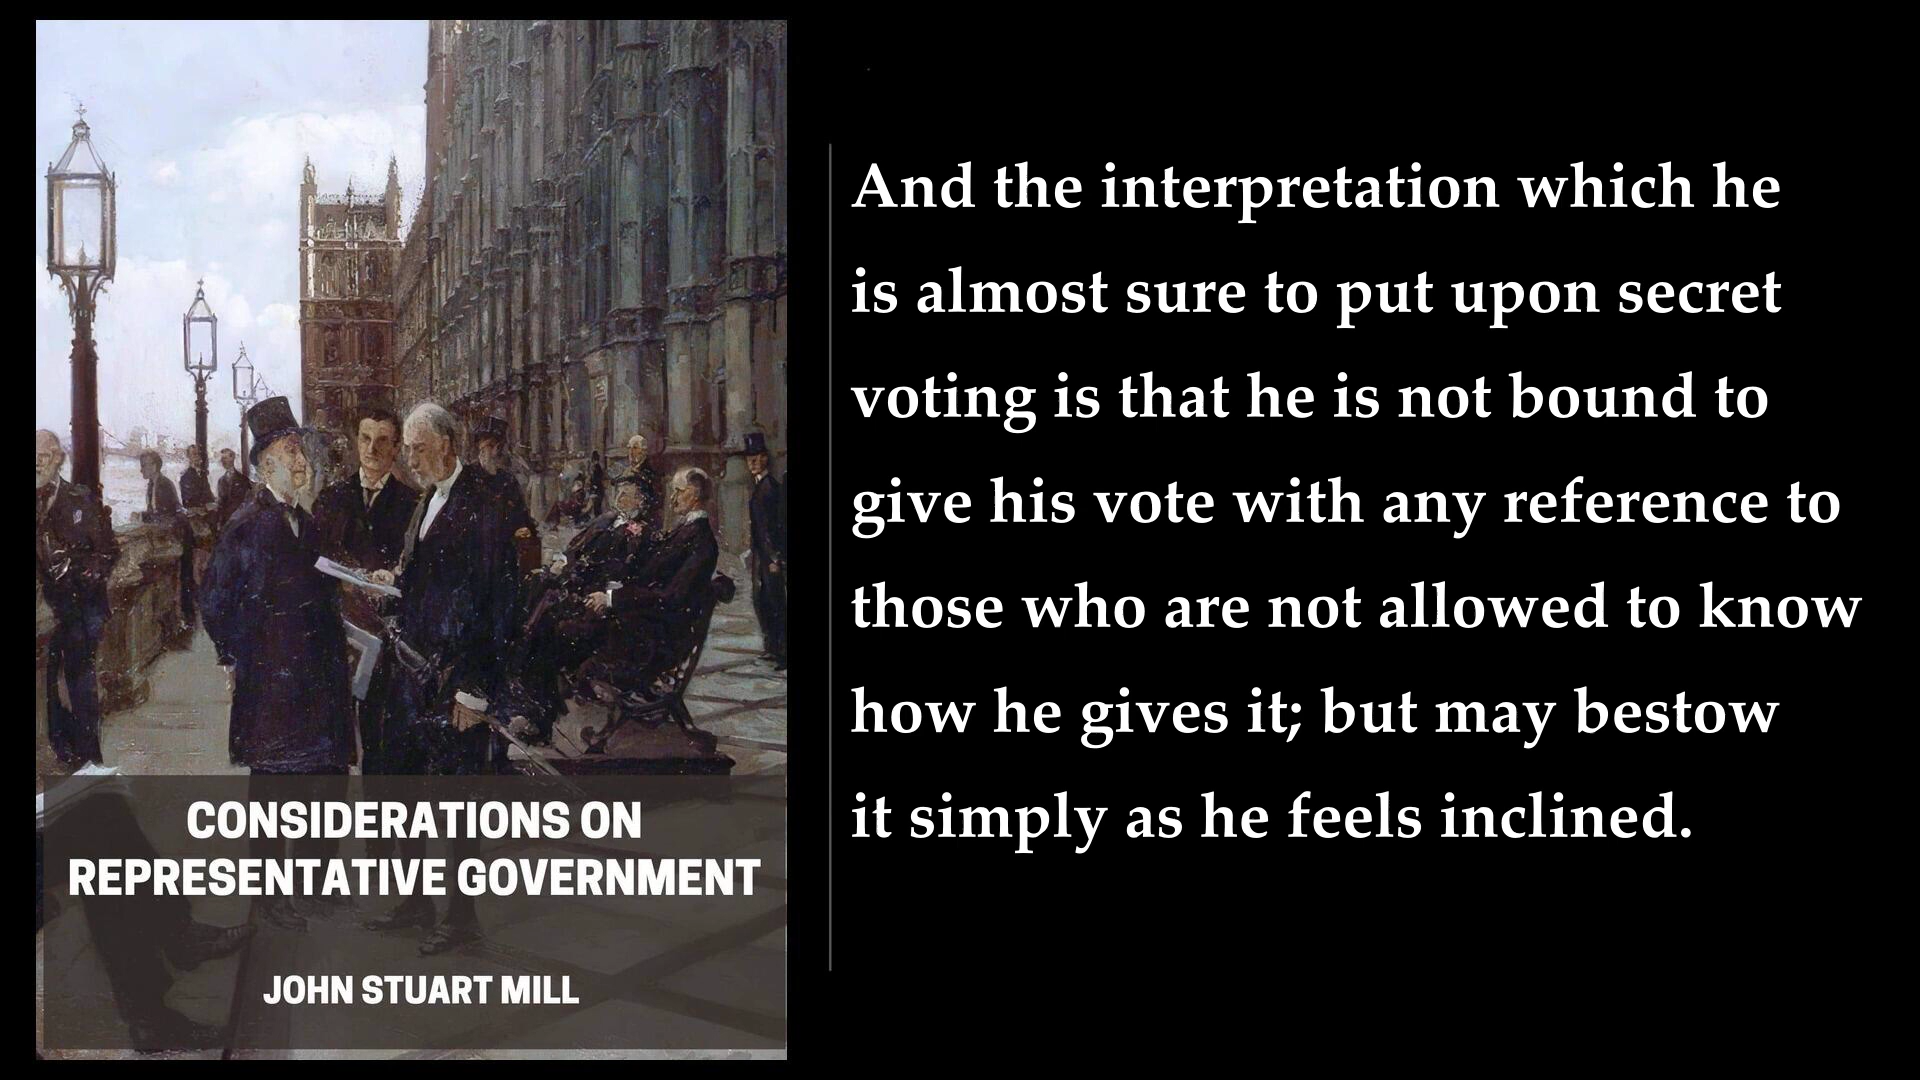 CONSIDERATIONS ON
REPRESENTATIVE GOVERNMENT
JOHN STUART MILL
And the interpretation which he
is almost sure to put upon secret
voting is that he is not bound to
give his vote with any reference to
those who are not allowed to know
how he gives it; but may bestow
it simply as he feels inclined.